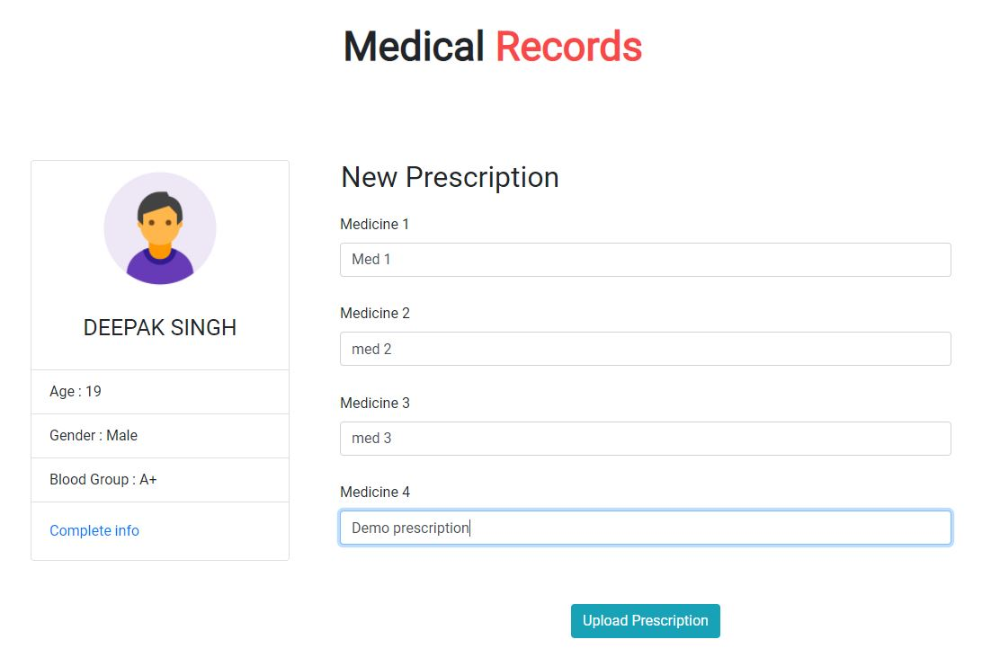 Medical Records
DEEPAK SINGH
Age : 19
Gender : Male
Blood Group : A+
Complete info
New Prescription
Medicine 1
Med 1
Medicine 2
med 2
Medicine 3
med 3
Medicine 4
Demo prescription
Upload Prescription